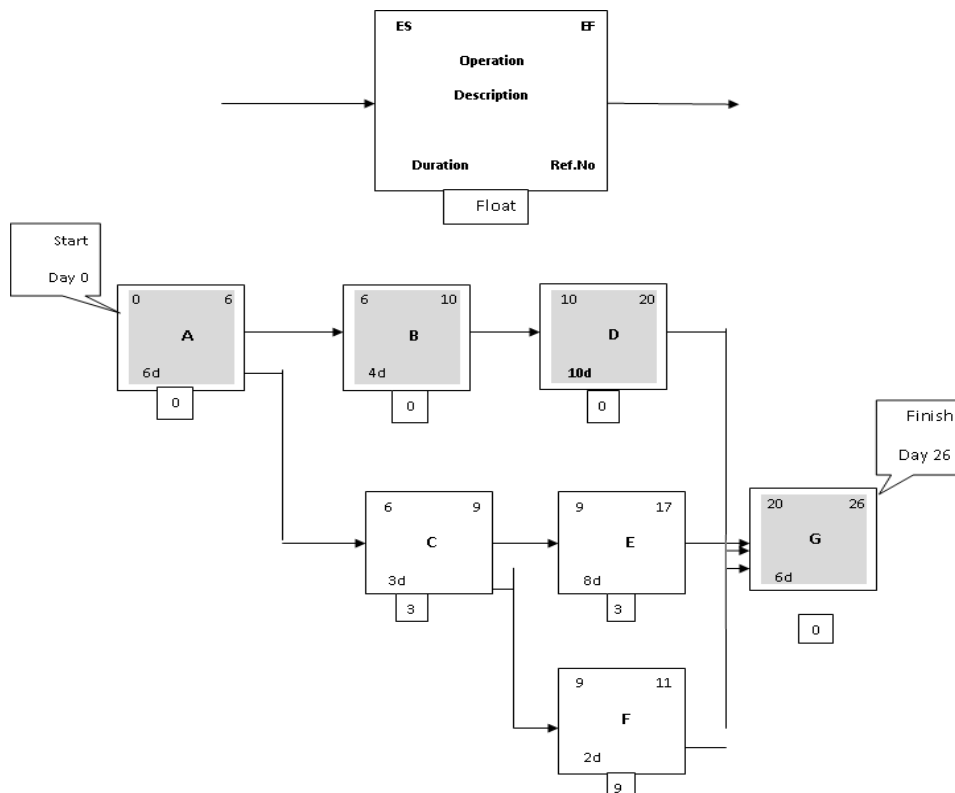 ES EF
Operation
Description
Duration Ref.No
Float
Start
Day 0
0 6
A
6d
0
6 10
B
4d
0
10 20
D
10d
0
Finish
Day 26
6 9
C
3d
3
9 17
E
8d
3
20 26
G
6d
0
9 11
F
2d
9